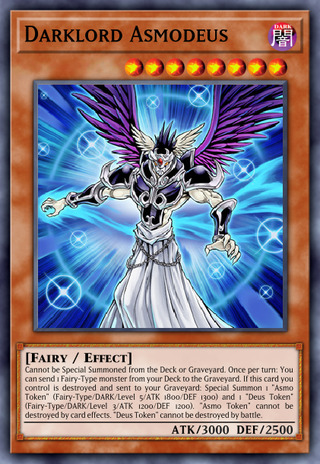 Darklord Asmodeus
DARK
闇
[Fairy / Effect]
Cannot be Special Summoned from the Deck or Graveyard. Once per turn: You
can send 1 Fairy-Type monster from your Deck to the Graveyard. If this card you
control is destroyed and sent to your Graveyard: Special Summon 1 "Asmo
Token" (Fairy-Type/DARK/Level 5/ATK 1800/DEF 1300) and 1 "Deus Token"
(Fairy-Type/DARK/Level 3/ATK 1200/DEF 1200). "Asmo Token" cannot be
destroyed by card effects. "Deus Token" cannot be destroyed by battle.
ATK/3000 DEF/2500